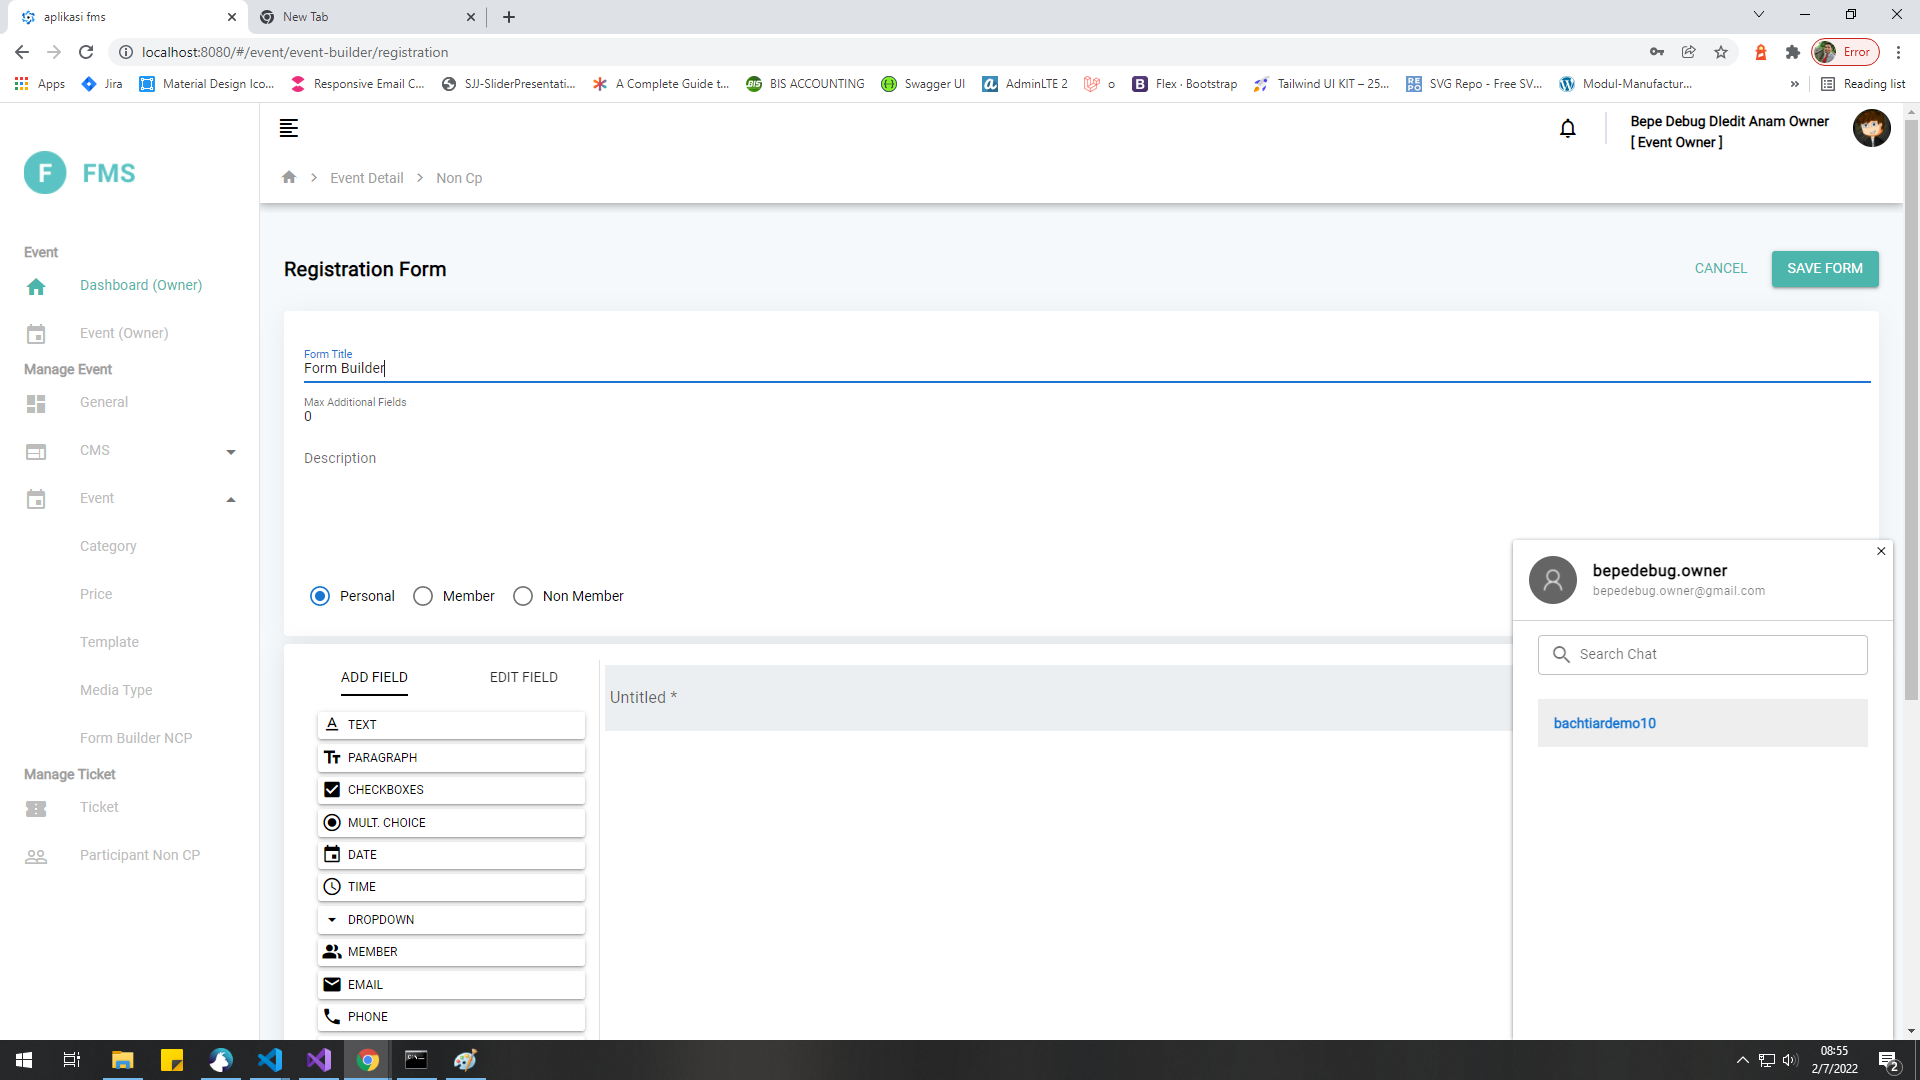 aplikasi fms
New Tab
localhost:8080/#/event/event-builder/registration
Error
Apps
Jira
Material Design Ico...
Responsive Email C...
SJJ-SliderPresentati...
A Complete Guide t...
BIS ACCOUNTING
Swagger UI
AdminLTE 2
o
Flex · Bootstrap
Tailwind UI KIT – 25...
SVG Repo - Free SV...
Modul-Manufactur...
»
Reading list
F FMS
Bepe Debug DIedit Anam Owner
[ Event Owner ]
Event Detail
Non Cp
Event
Dashboard (Owner)
Event (Owner)
Manage Event
General
CMS
Event
Category
Price
Template
Media Type
Form Builder NCP
Manage Ticket
Ticket
Participant Non CP
Registration Form
CANCEL
SAVE FORM
Form Title
Form Builder
Max Additional Fields
0
Description
Personal
Member
Non Member
ADD FIELD
EDIT FIELD
TEXT
PARAGRAPH
CHECKBOXES
MULT. CHOICE
DATE
TIME
DROPDOWN
MEMBER
EMAIL
PHONE
Untitled *
bepedebug.owner
bepedebug.owner@gmail.com
Search Chat
bachtiardemo10
08:55
2/7/2022
2